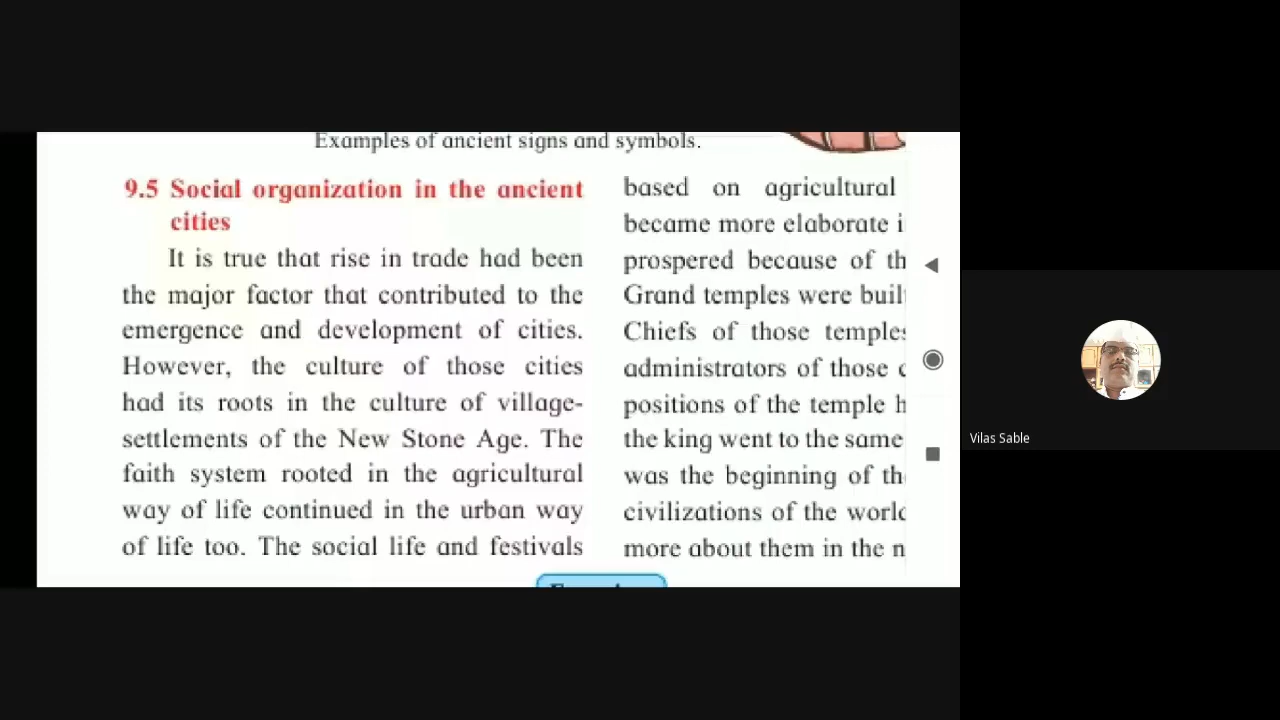 Examples of ancient signs and symbols.
9.5 Social organization in the ancient
cities
It is true that rise in trade had been
the major factor that contributed to the
emergence and development of cities.
However, the culture of those cities
had its roots in the culture of village-
settlements of the New Stone Age. The
faith system rooted in the agricultural
way of life continued in the urban way
of life too. The social life and festivals
based on agricultural
became more elaborate
prospered because of
Grand temples were
Chiefs of those
administrators of those
positions of the temple
the king went to the same
was the beginning of
civilizations of the
more about them in the
Vilas Sable